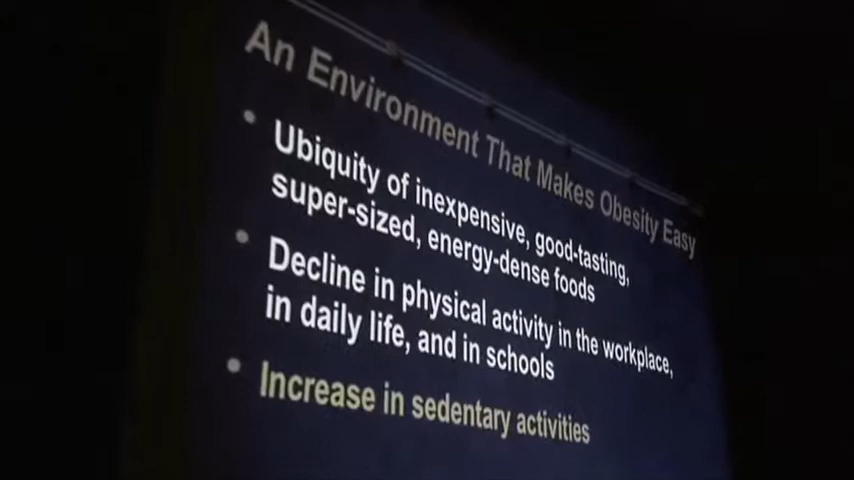 An Environment That Makes Obesity Easy
• Ubiquity of inexpensive, good-tasting,
super-sized, energy-dense foods
• Decline in physical activity in the workplace,
in daily life, and in schools
• Increase in sedentary activities